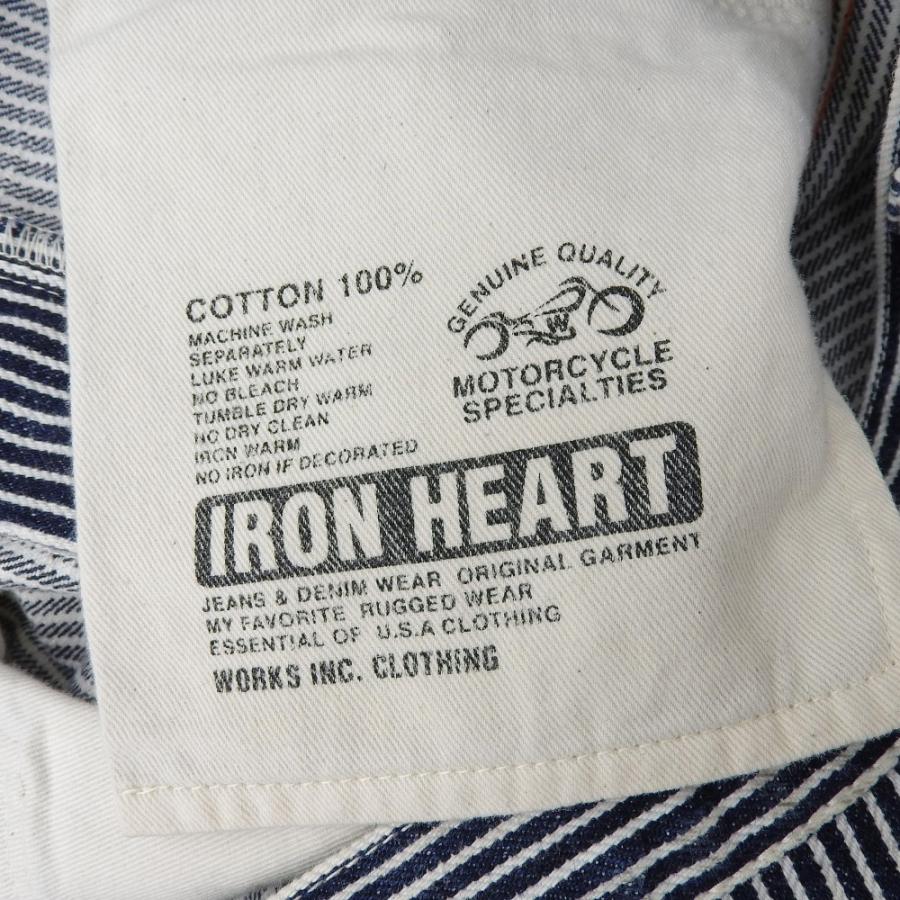 COTTON 100%
MACHINE WASH
SEPARATELY
LUKE WARM WATER
NO BLEACH
TUMBLE DRY WARM
NO DRY CLEAN
IRON WARM
NO IRON IF DECORATED
GENUINE QUALITY
W
MOTORCYCLE
SPECIALTIES
IRON HEART
JEANS & DENIM WEAR ORIGINAL GARMENT
MY FAVORITE RUGGED WEAR
ESSENTIAL OF U.S.A CLOTHING
WORKS INC. CLOTHING